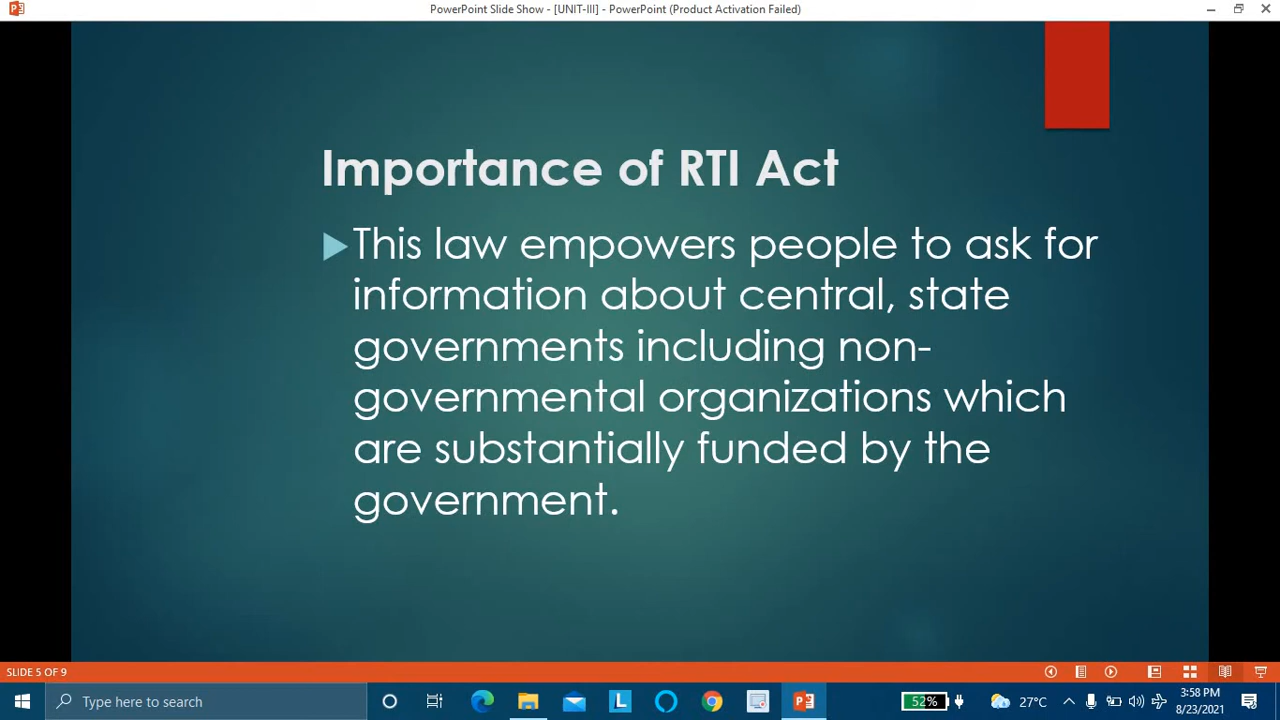 PowerPoint Slide Show - [UNIT-III] - PowerPoint (Product Activation Failed)
Importance of RTI Act
This law empowers people to ask for
information about central, state
governments including non-
governmental organizations which
are substantially funded by the
government.
SLIDE 5 OF 9
Type here to search
L
52%
27°C
3:58 PM
8/23/2021